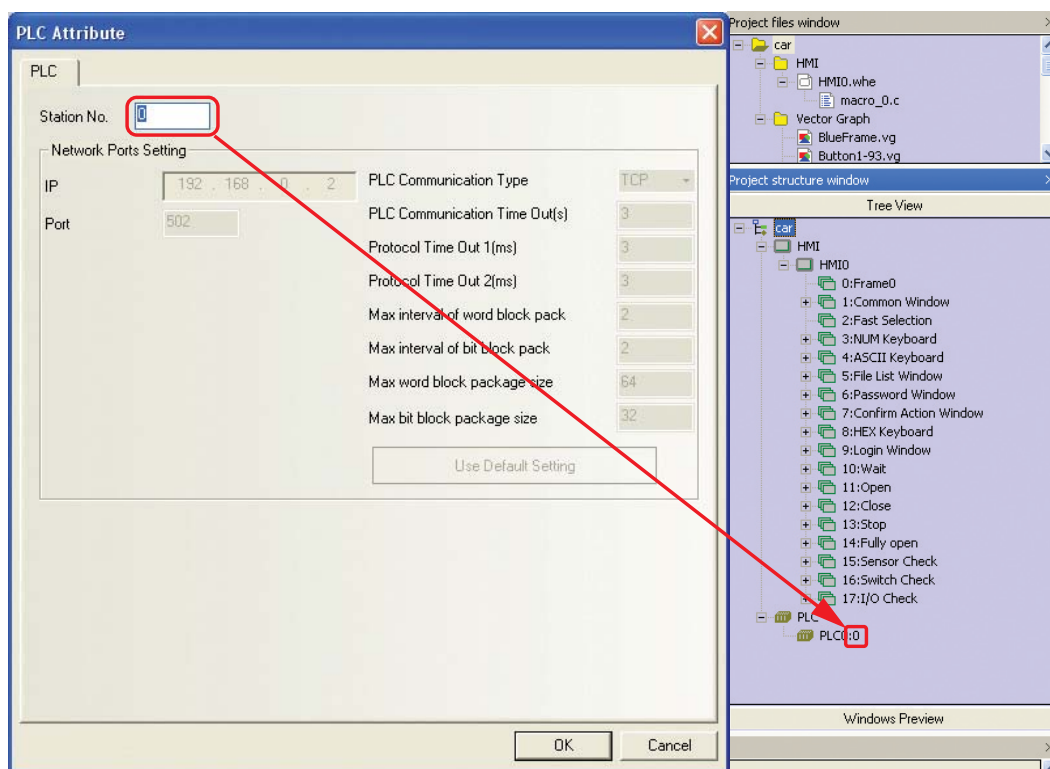 PLC Attribute
PLC
Station No.
0
Network Ports Setting
IP
192 . 168 . 0 . 2
Port
502
PLC Communication Type
TCP
PLC Communication Time Out(s)
3
Protocol Time Out 1(ms)
3
Protocol Time Out 2(ms)
3
Max interval of word block pack
2
Max interval of bit block pack
2
Max word block package size
64
Max bit block package size
32
Use Default Setting
OK
Cancel
Project files window
car
HMI
HMI0.whe
macro_0.c
Vector Graph
BlueFrame.vg
Button1-93.vg
Project structure window
Tree View
car
HMI
HMI0
0:Frame0
1:Common Window
2:Fast Selection
3:NUM Keyboard
4:ASCII Keyboard
5:File List Window
6:Password Window
7:Confirm Action Window
8:HEX Keyboard
9:Login Window
10:Wait
11:Open
12:Close
13:Stop
14:Fully open
15:Sensor Check
16:Switch Check
17:I/O Check
PLC
PLC0:0
Windows Preview